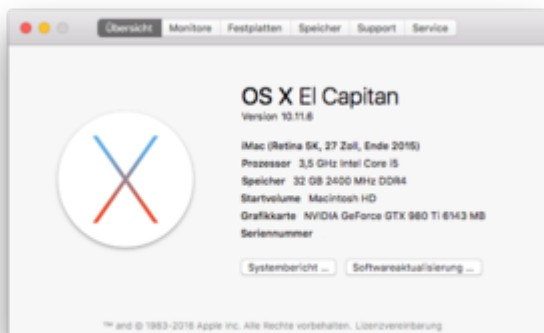 Übersicht Monitore Festplatten Speicher Support Service
OS X El Capitan
Version 10.11.6
iMac (Retina 5K, 27 Zoll, Ende 2015)
Prozessor 3,5 GHz Intel Core i5
Speicher 32 GB 2400 MHz DDR4
Startvolume Macintosh HD
Grafikkarte NVIDIA GeForce GTX 980 Ti 6143 MB
Seriennummer
Systembericht ... Softwareaktualisierung ...
™ and © 1983-2016 Apple Inc. Alle Rechte vorbehalten. Lizenzvereinbarung